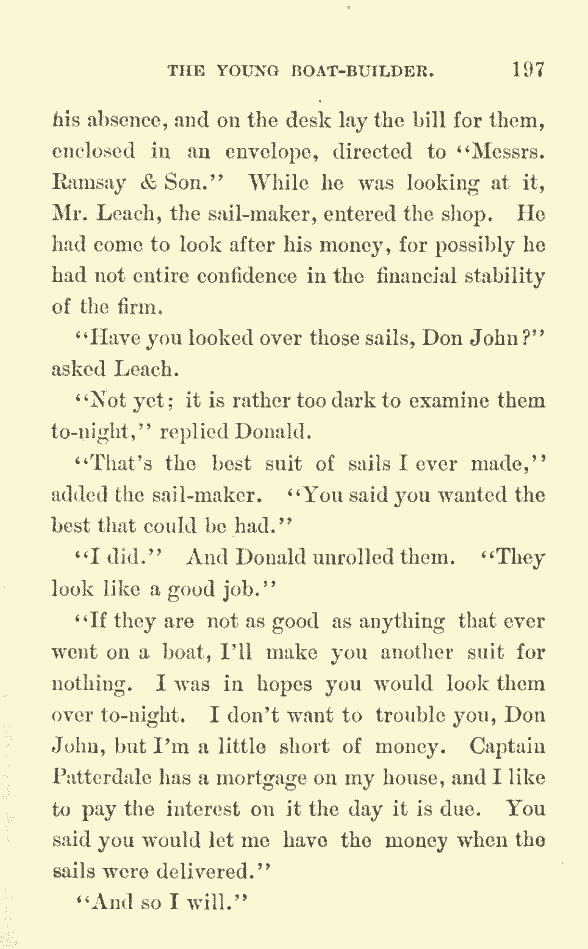 THE YOUNG BOAT-BUILDER. 197
his absence, and on the desk lay the bill for them,
enclosed in an envelope, directed to "Messrs.
Ramsay & Son." While he was looking at it,
Mr. Leach, the sail-maker, entered the shop. He
had come to look after his money, for possibly he
had not entire confidence in the financial stability
of the firm.
"Have you looked over those sails, Don John?"
asked Leach.
"Not yet; it is rather too dark to examine them
to-night," replied Donald.
"That's the best suit of sails I ever made,"
added the sail-maker. "You said you wanted the
best that could be had."
"I did." And Donald unrolled them. "They
look like a good job."
"If they are not as good as anything that ever
went on a boat, I'll make you another suit for
nothing. I was in hopes you would look them
over to-night. I don't want to trouble you, Don
John, but I'm a little short of money. Captain
Patterdale has a mortgage on my house, and I like
to pay the interest on it the day it is due. You
said you would let me have the money when the
sails were delivered."
"And so I will."